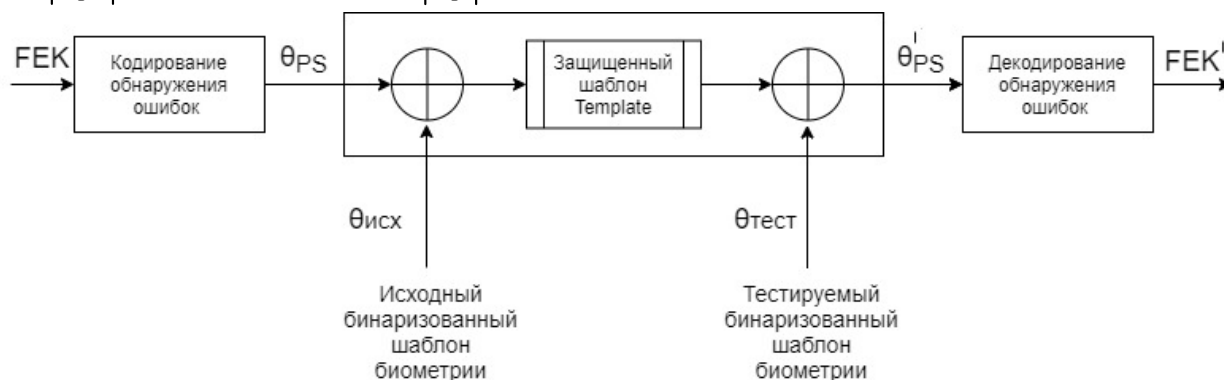 FEK
Кодирование
обнаружения
ошибок
θPS
Защищенный
шаблон
Template
θ'PS
Декодирование
обнаружения
ошибок
FEK'
θисх
θтест
Исходный
бинаризованный
шаблон
биометрии
Тестируемый
бинаризованный
шаблон
биометрии